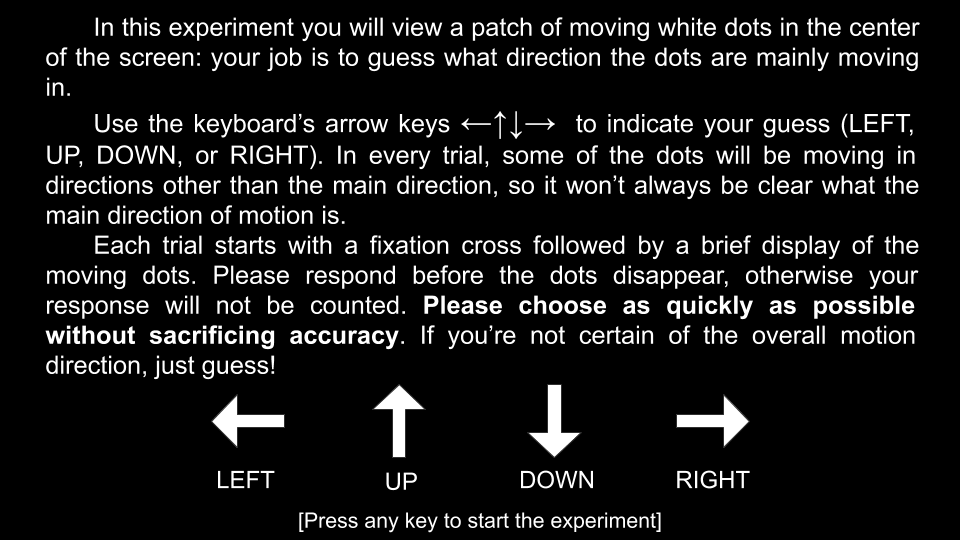 In this experiment you will view a patch of moving white dots in the center
of the screen: your job is to guess what direction the dots are mainly moving
in.
Use the keyboard’s arrow keys ←↑↓→ to indicate your guess (LEFT,
UP, DOWN, or RIGHT). In every trial, some of the dots will be moving in
directions other than the main direction, so it won’t always be clear what the
main direction of motion is.
Each trial starts with a fixation cross followed by a brief display of the
moving dots. Please respond before the dots disappear, otherwise your
response will not be counted. Please choose as quickly as possible
without sacrificing accuracy. If you’re not certain of the overall motion
direction, just guess!
LEFT UP DOWN RIGHT
[Press any key to start the experiment]